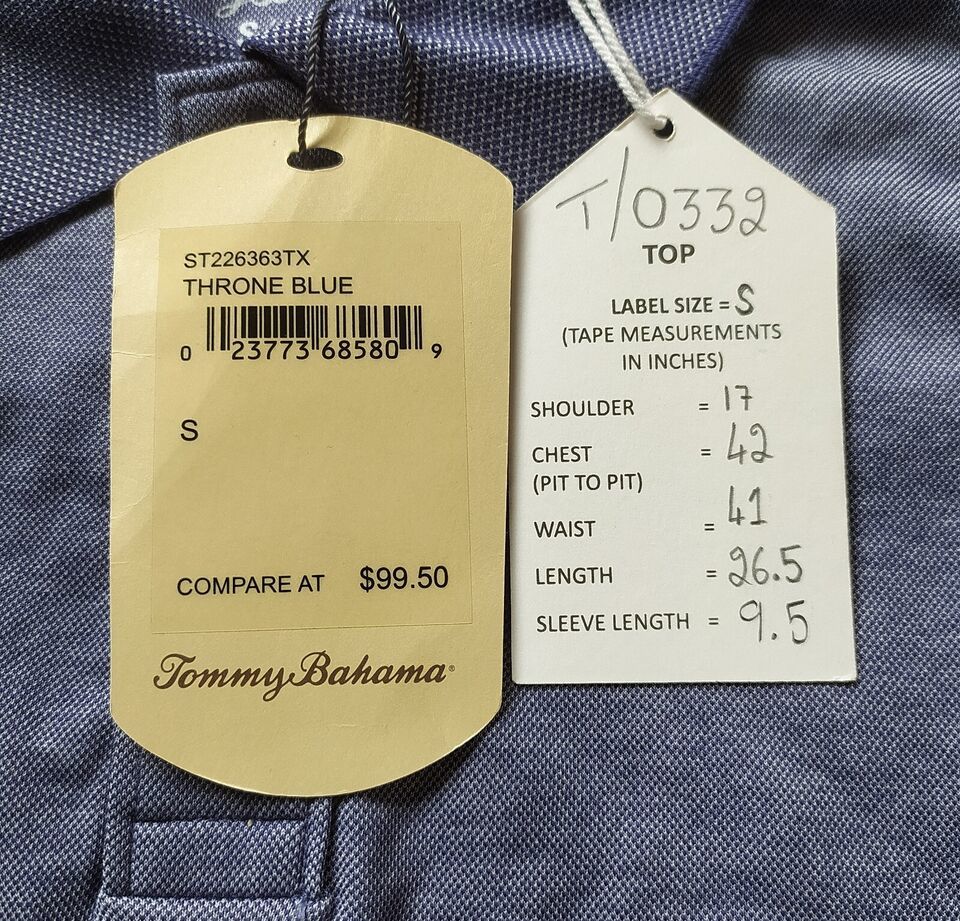 S
ST226363TX
THRONE BLUE
0 23773 68580 9
S
COMPARE AT $99.50
Tommy Bahama®
T/0332
TOP
LABEL SIZE = S
(TAPE MEASUREMENTS
IN INCHES)
SHOULDER = 17
CHEST = 42
(PIT TO PIT)
WAIST = 41
LENGTH = 26.5
SLEEVE LENGTH = 9.5